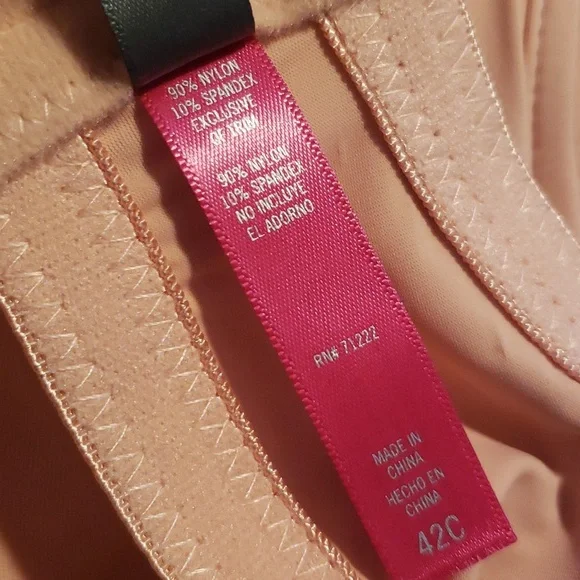 90% NYLON
10% SPANDEX
EXCLUSIVE
OF TRIM
90% NYLON
10% SPANDEX
NO INCLUYE
EL ADORNO
RN# 71222
MADE IN
CHINA
HECHO EN
CHINA
42C